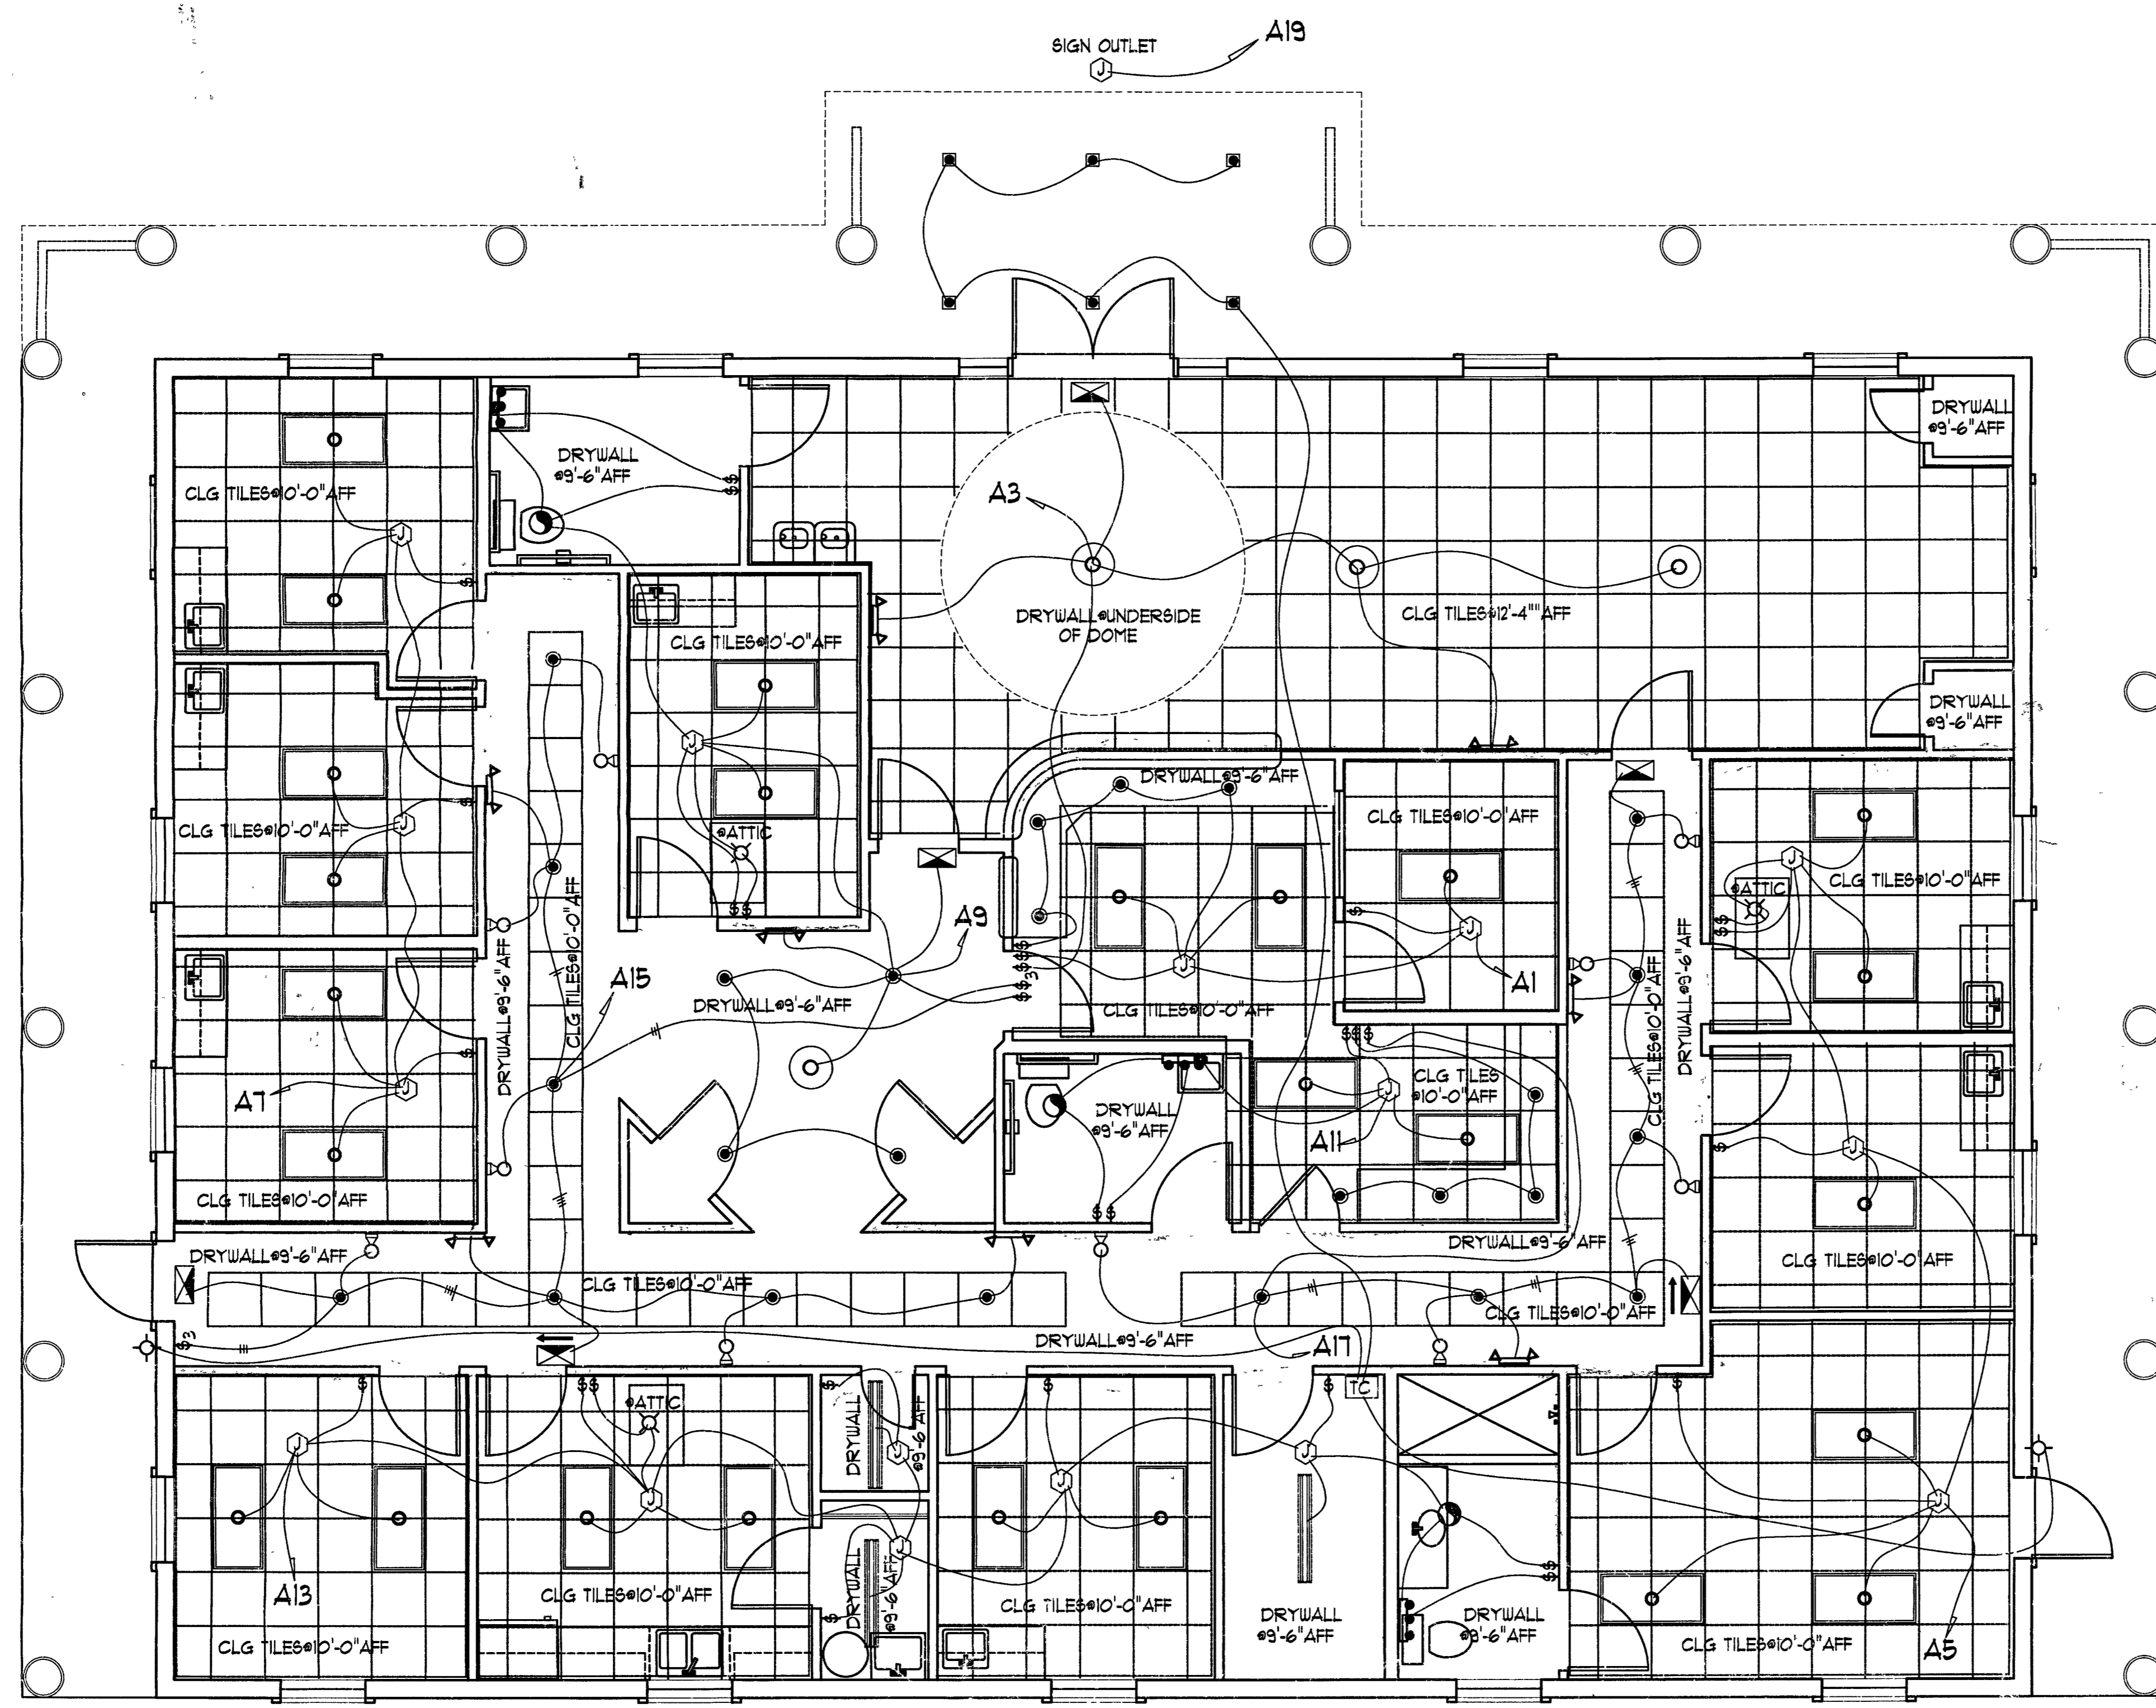 SIGN OUTLET
A19
J
DRYWALL
@9'-6"AFF
DRYWALL
@9'-6"AFF
CLG TILES@10'-0"AFF
A3
J
DRYWALL@UNDERSIDE
OF DOME
CLG TILES@12'-4""AFF
CLG TILES@10'-0"AFF
DRYWALL
@9'-6"AFF
J
DRYWALL@9'-6"AFF
CLG TILES@10'-0"AFF
CLG TILES@10'-0"AFF
J
@ATTIC
J
CLG TILES@10'-0"AFF
@ATTIC
A9
J
J
A1
A15
DRYWALL@9'-6"AFF
CLG TILES@10'-0"AFF
DRYWALL@9'-6"AFF
CLG TILES@10'-0"AFF
CLG TILES@10'-0"AFF
DRYWALL@9'-6"AFF
CLG TILES@10'-0"AFF
3
A7
J
CLG TILES
@10'-0"AFF
J
DRYWALL
@9'-6"AFF
A11
J
CLG TILES@10'-0"AFF
DRYWALL@9'-6"AFF
DRYWALL@9'-6"AFF
CLG TILES@10'-0"AFF
CLG TILES@10'-0"AFF
CLG TILES@10'-0"AFF
3
DRYWALL@9'-6"AFF
A17
TC
@ATTIC
DRYWALL
@9'-6"AFF
J
J
J
J
J
J
J
J
A13
CLG TILES@10'-0"AFF
CLG TILES@10'-0"AFF
DRYWALL
@9'-6"AFF
CLG TILES@10'-0"AFF
DRYWALL
@9'-6"AFF
DRYWALL
@9'-6"AFF
CLG TILES@10'-0"AFF
A5